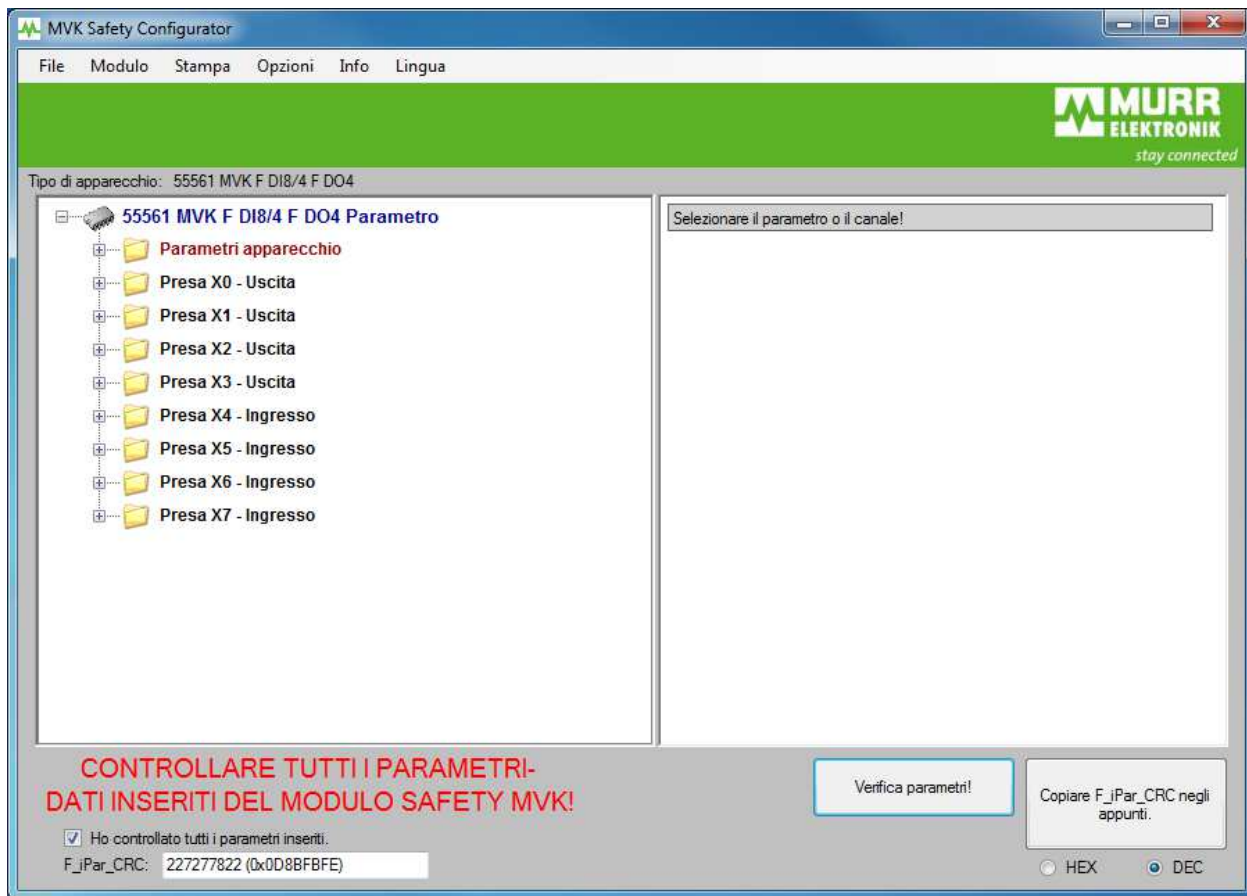 MVK Safety Configurator
File Modulo Stampa Opzioni Info Lingua
MURR
ELEKTRONIK
stay connected
Tipo di apparecchio: 55561 MVK F DI8/4 F DO4
55561 MVK F DI8/4 F DO4 Parametro
Parametri apparecchio
Presa X0 - Uscita
Presa X1 - Uscita
Presa X2 - Uscita
Presa X3 - Uscita
Presa X4 - Ingresso
Presa X5 - Ingresso
Presa X6 - Ingresso
Presa X7 - Ingresso
Selezionare il parametro o il canale!
CONTROLLARE TUTTI I PARAMETRI-
DATI INSERITI DEL MODULO SAFETY MVK!
Ho controllato tutti i parametri inseriti.
F_iPar_CRC: 227277822 (0x0D8BFBFE)
Verifica parametri!
Copiare F_iPar_CRC negli
appunti.
HEX DEC